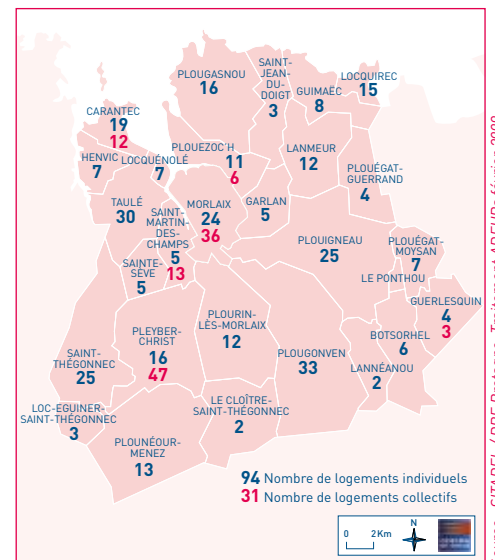 PLOUGASNOU
16
SAINT-
JEAN-
DU-
DOIGT
3
GUIMAËC
8
LOCQUIREC
15
CARANTEC
19
12
HENVIC
7
LOCQUÉNOLÉ
7
PLOUEZOC'H
11
6
LANMEUR
12
PLOUÉGAT-
GUERRAND
4
TAULÉ
30
SAINT-
MARTIN-
DES-
CHAMPS
5
13
MORLAIX
24
36
GARLAN
5
PLOUIGNEAU
25
PLOUÉGAT-
MOYSAN
7
LE PONTHOU
SAINTE-
SÈVE
5
GUERLESQUIN
4
3
PLEYBER-
CHRIST
16
47
PLOURIN-
LÈS-MORLAIX
12
PLOUGONVEN
33
BOTSORHEL
6
LANNÉANOU
2
SAINT-
THÉGONNEC
25
LOC-EGUINER-
SAINT-THÉGONNEC
3
LE CLOÎTRE-
SAINT-THÉGONNEC
2
PLOUNÉOUR-
MENEZ
13
94 Nombre de logements individuels
31 Nombre de logements collectifs
0 2Km
N